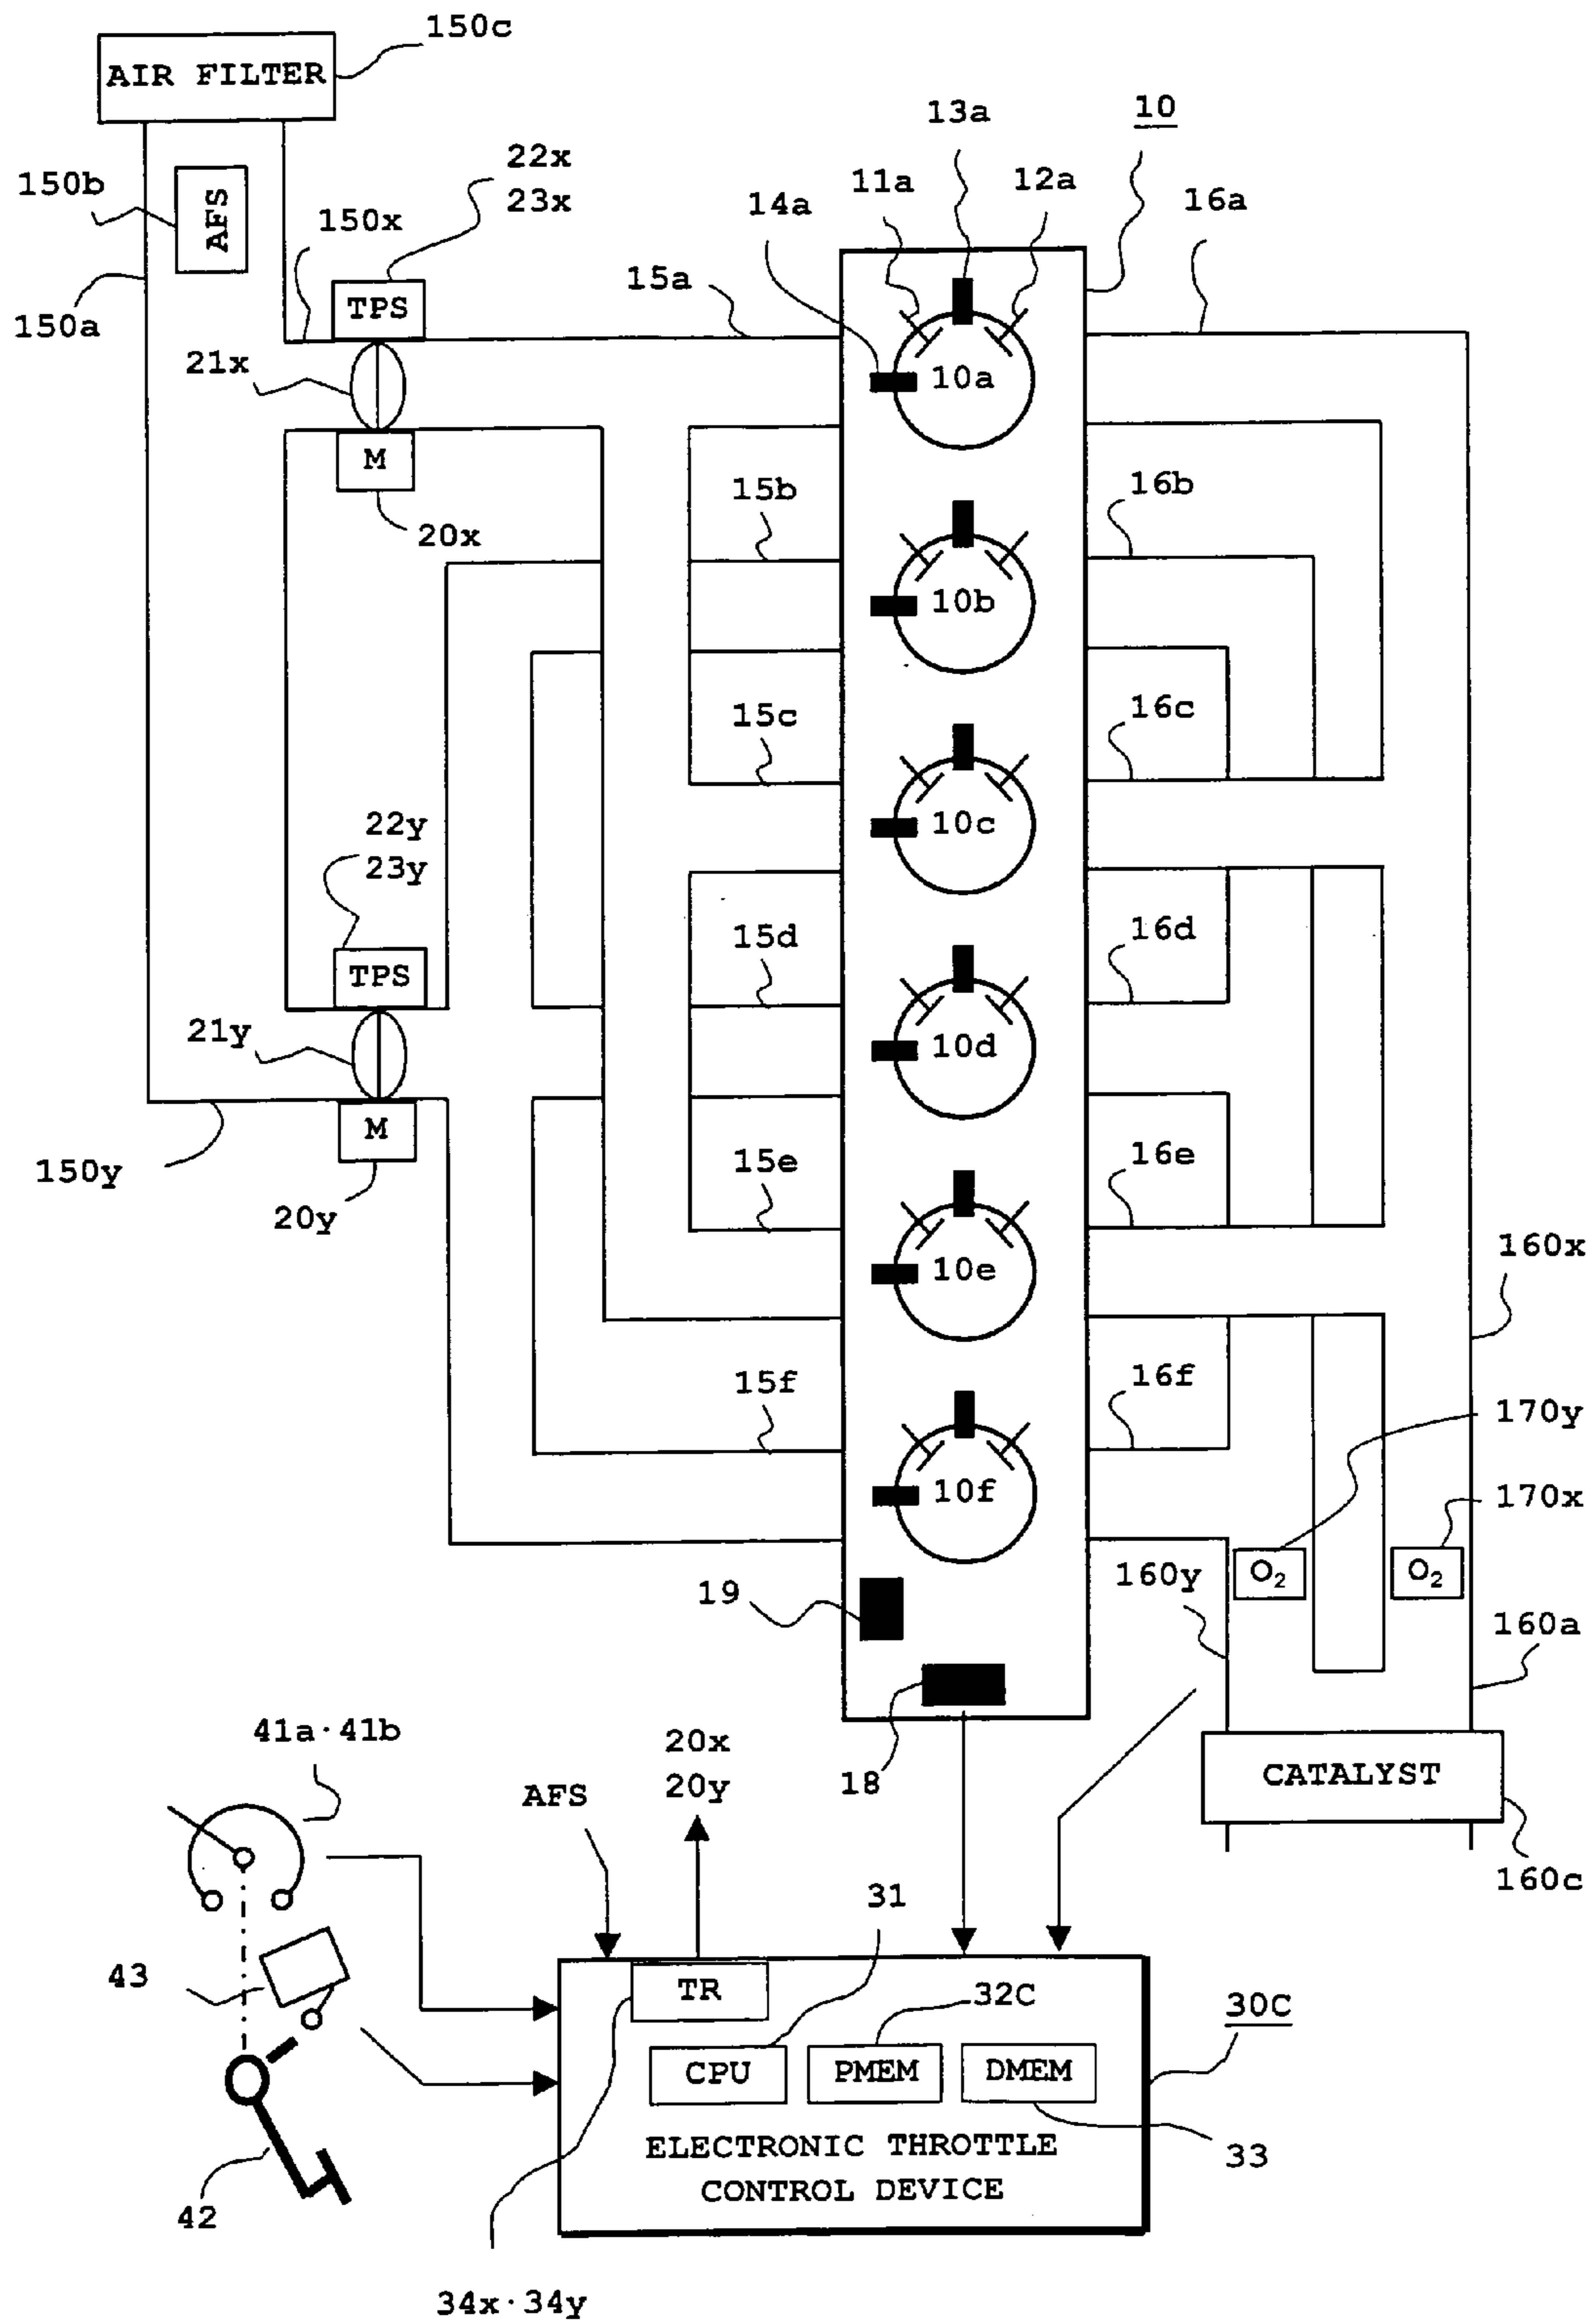 150c
AIR FILTER
13a
10
22x
23x
11a
12a
150b
AFS
14a
16a
150x
15a
150a
TPS
21x
10a
M
15b
16b
20x
10b
15c
16c
22y
23y
10c
15d
16d
TPS
21y
10d
M
15e
16e
150y
20y
160x
10e
15f
16f
170y
10f
170x
19
160y
O2
O2
160a
41a·41b
20x
20y
18
AFS
CATALYST
31
160c
43
TR
32C
30C
CPU
PMEM
DMEM
ELECTRONIC THROTTLE
CONTROL DEVICE
33
42
34x·34y